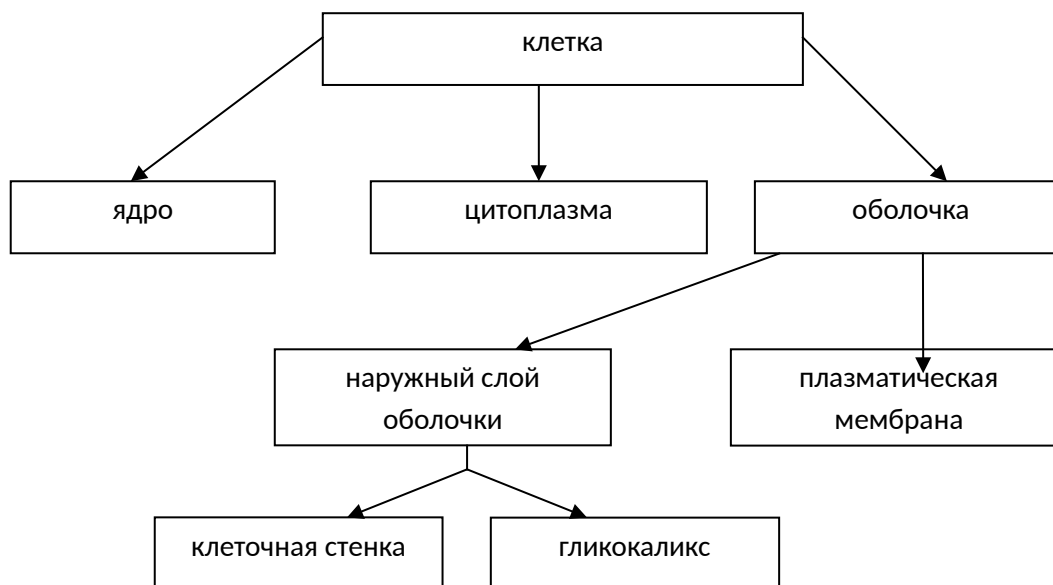 клетка
ядро
цитоплазма
оболочка
наружный слой
оболочки
плазматическая
мембрана
клеточная стенка
гликокаликс